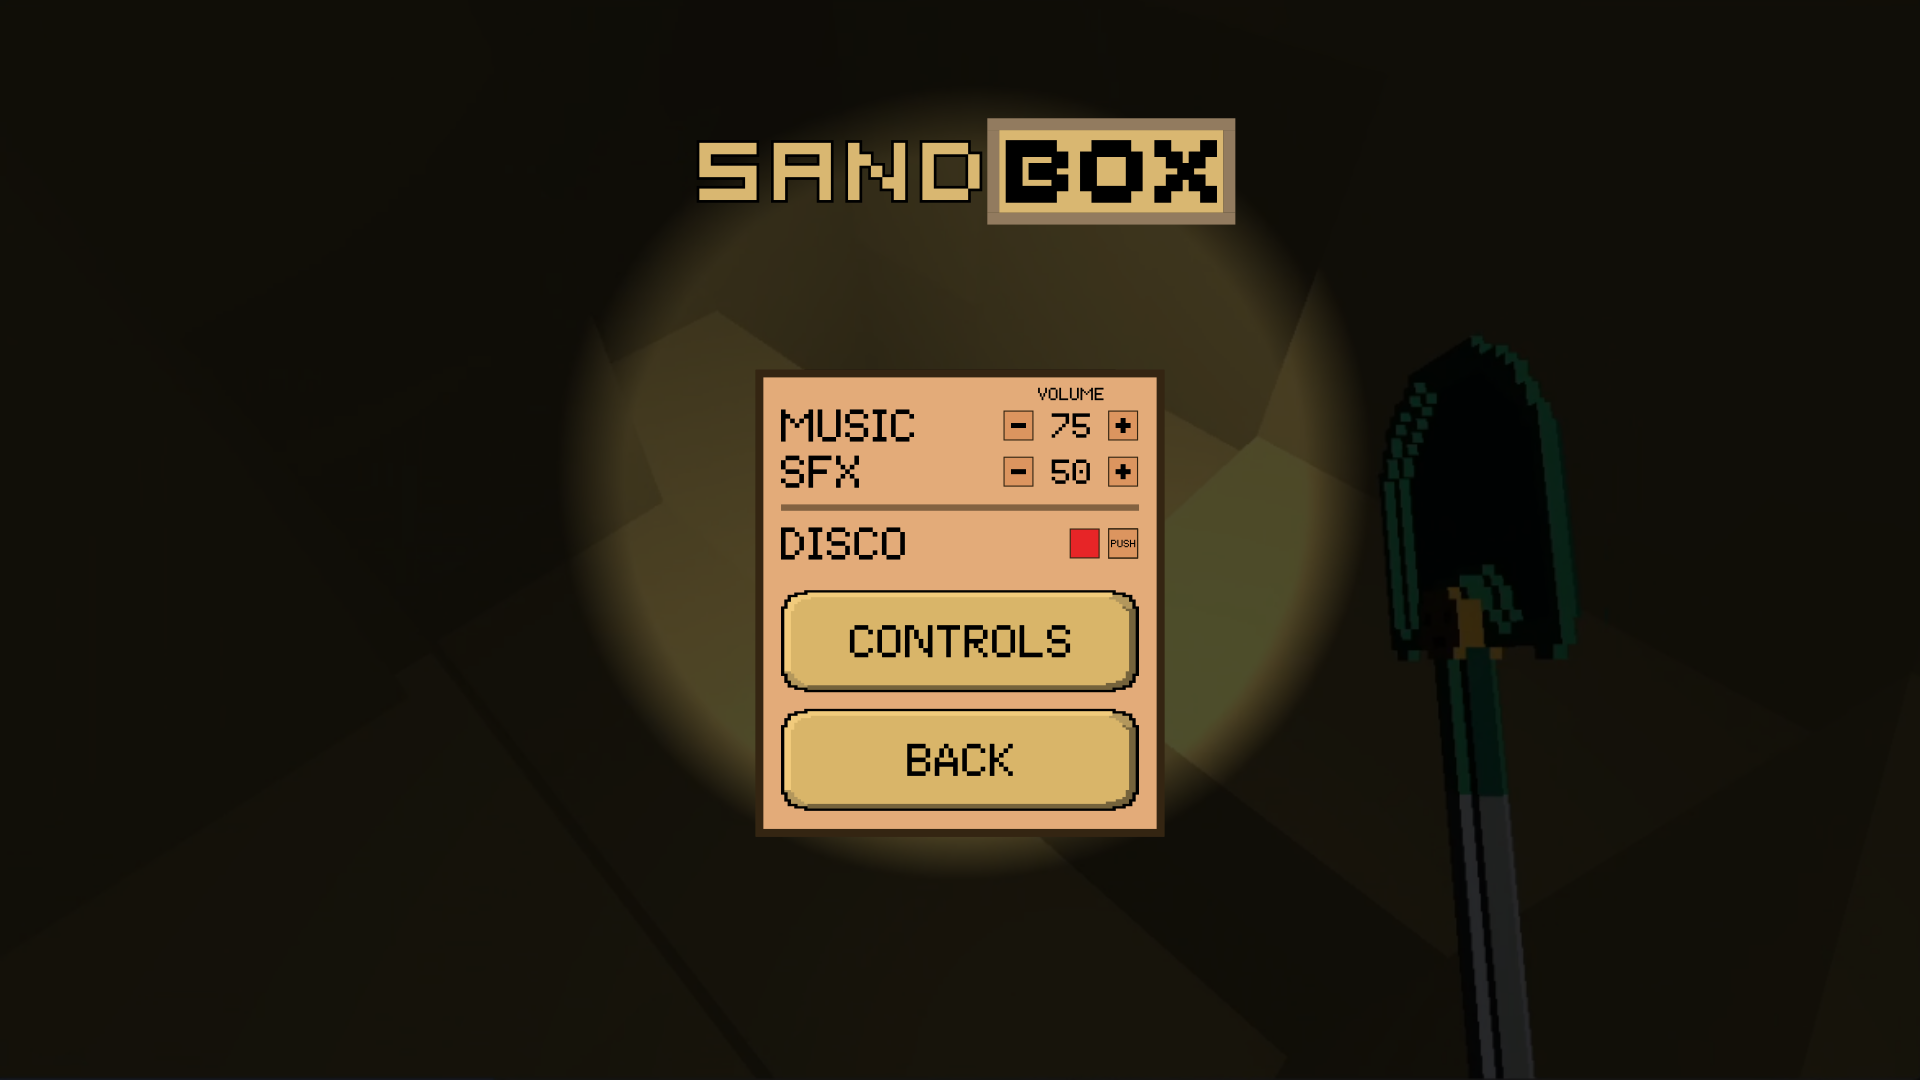 SANDBOX
VOLUME
MUSIC - 75 +
SFX - 50 +
DISCO PUSH
CONTROLS
BACK